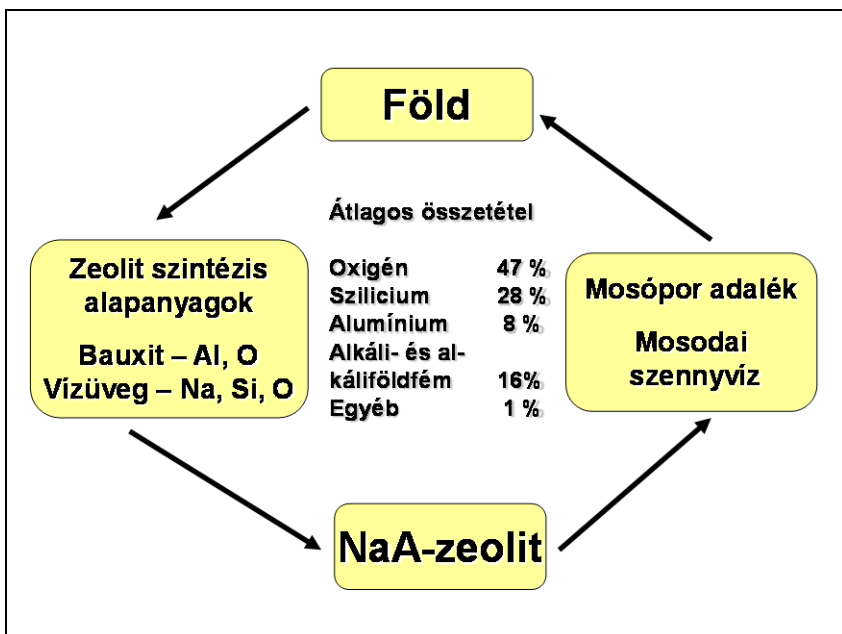 Föld
Átlagos összetétel
Oxigén 47 %
Szilicium 28 %
Alumínium 8 %
Alkáli- és al-
káliföldfém 16%
Egyéb 1 %
Zeolit szintézis
alapanyagok
Bauxit – Al, O
Vízüveg – Na, Si, O
Mosópor adalék
Mosodai
szennyvíz
NaA-zeolit